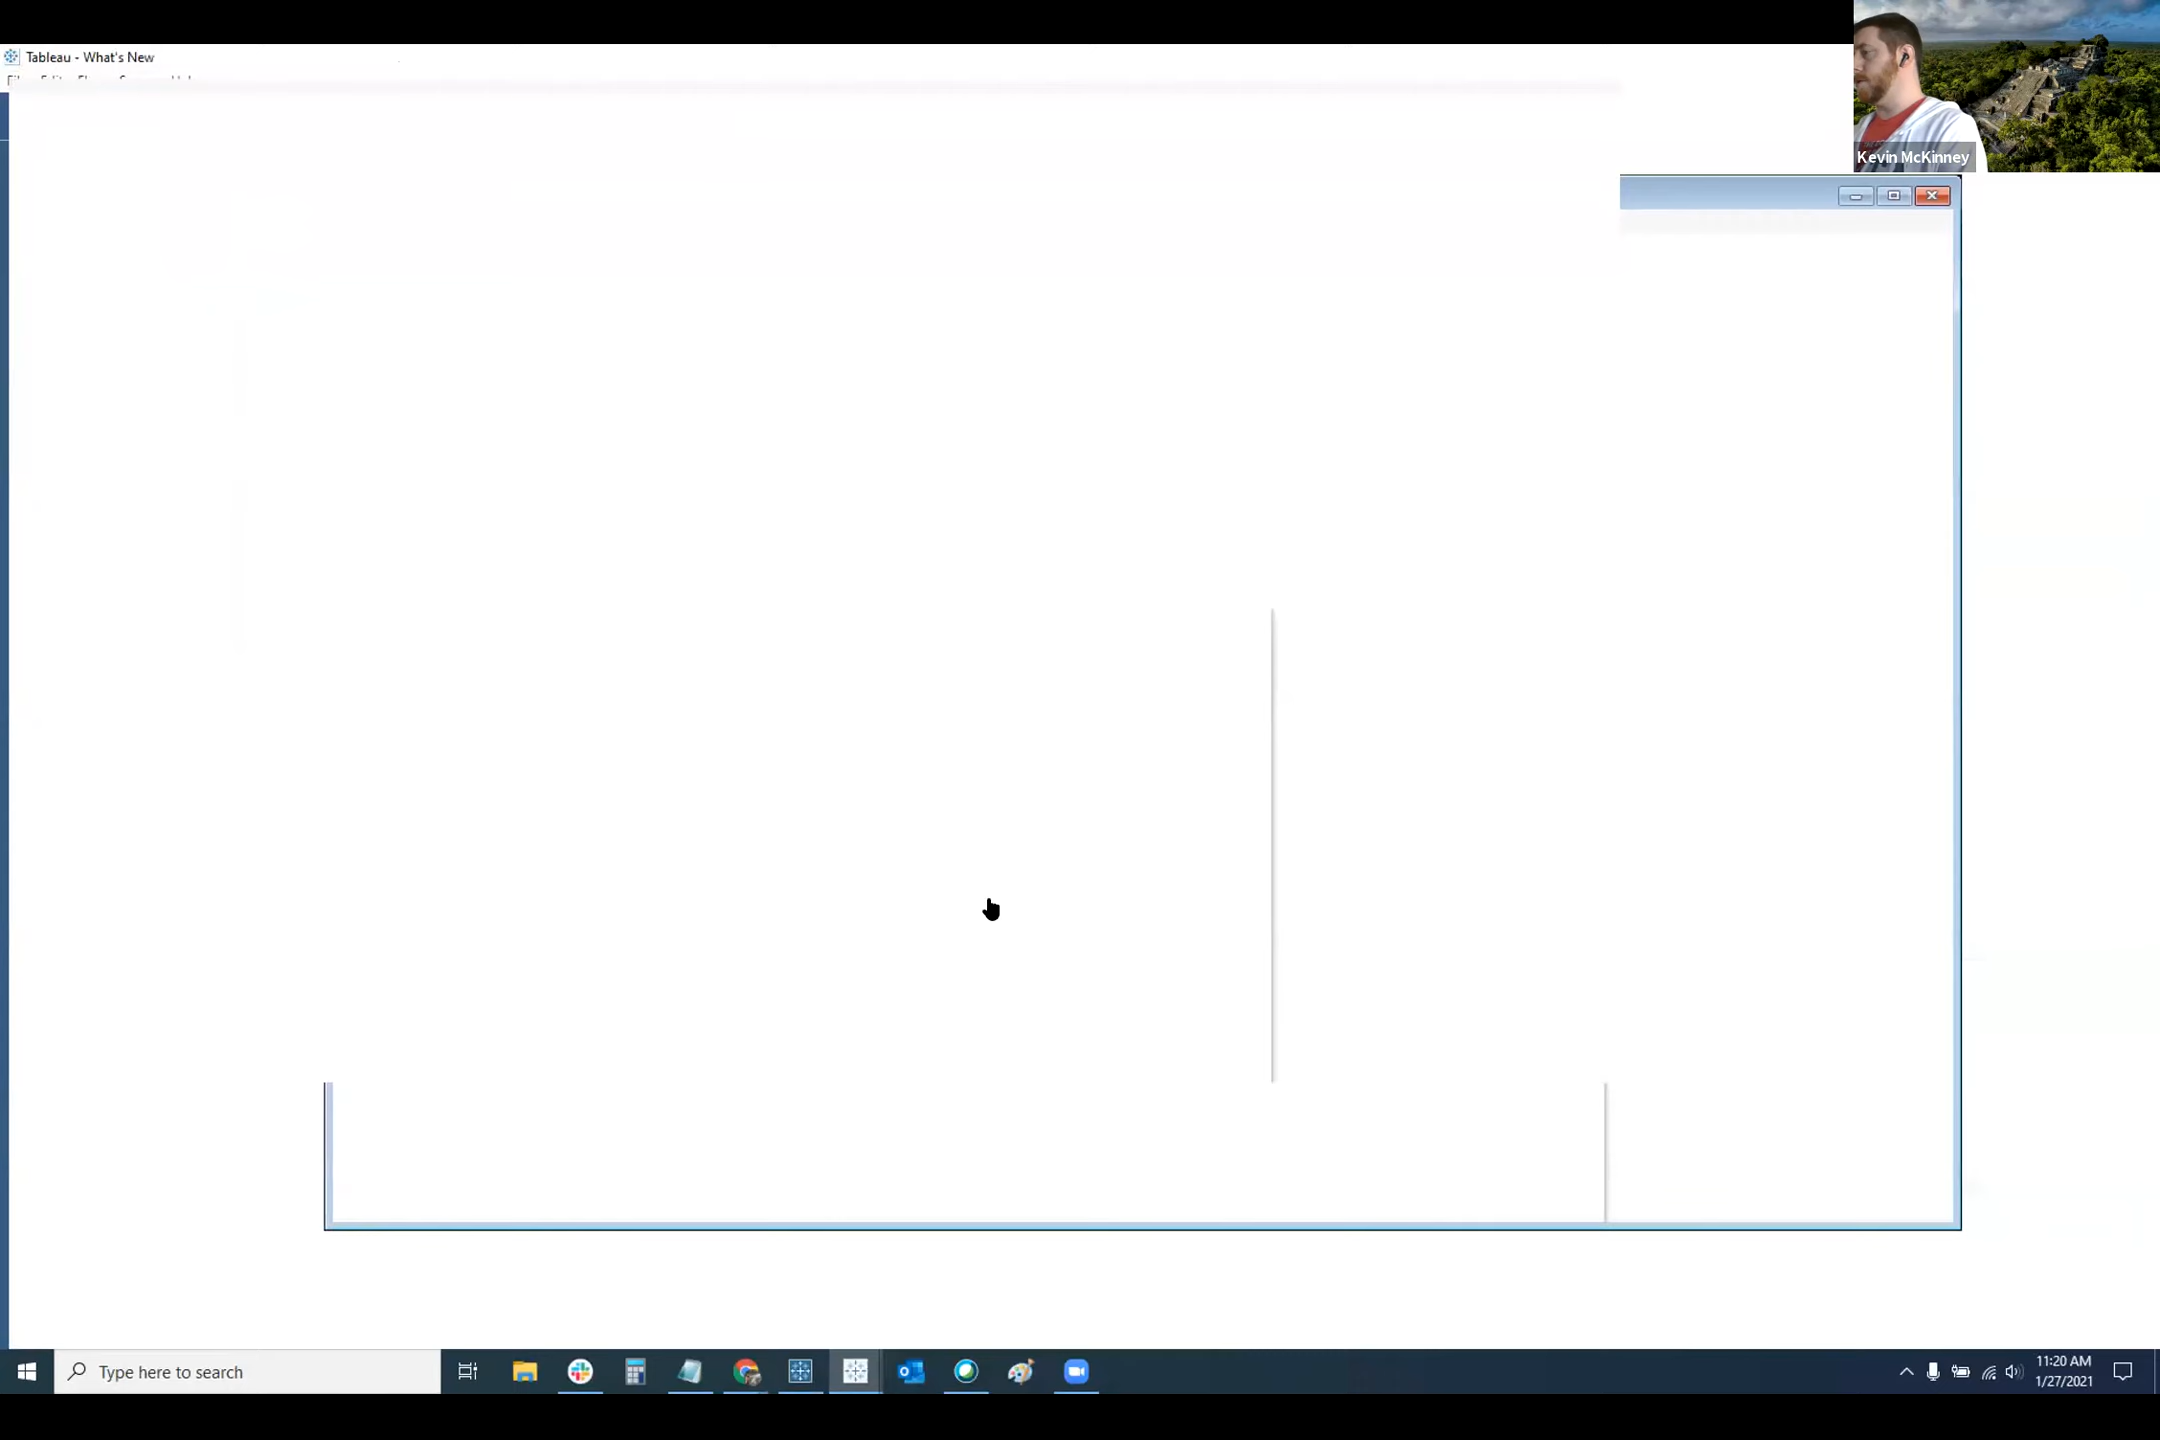 Tableau - What's New
Kevin McKinney
Type here to search
11:20 AM
1/27/2021